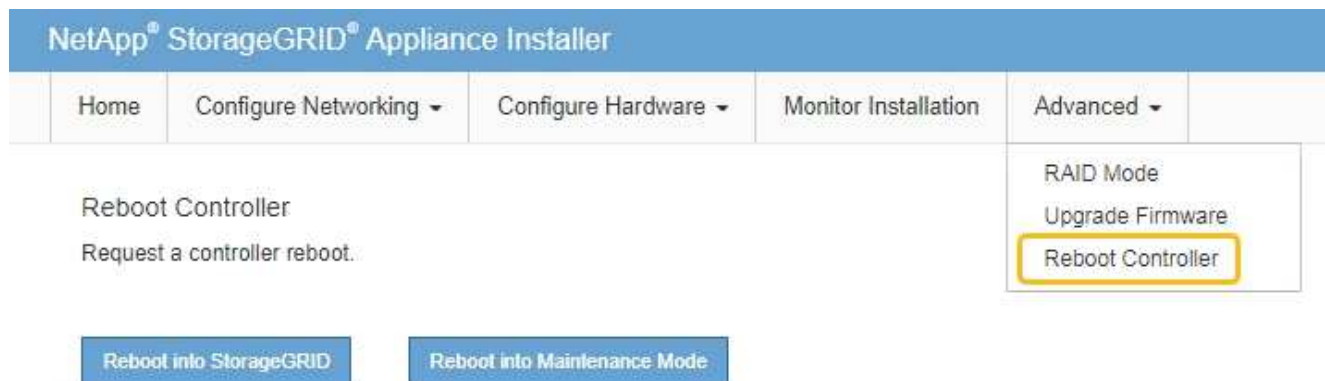 NetApp® StorageGRID® Appliance Installer
Home Configure Networking Configure Hardware Monitor Installation Advanced
RAID Mode
Upgrade Firmware
Reboot Controller
Reboot Controller
Request a controller reboot.
Reboot into StorageGRID Reboot into Maintenance Mode